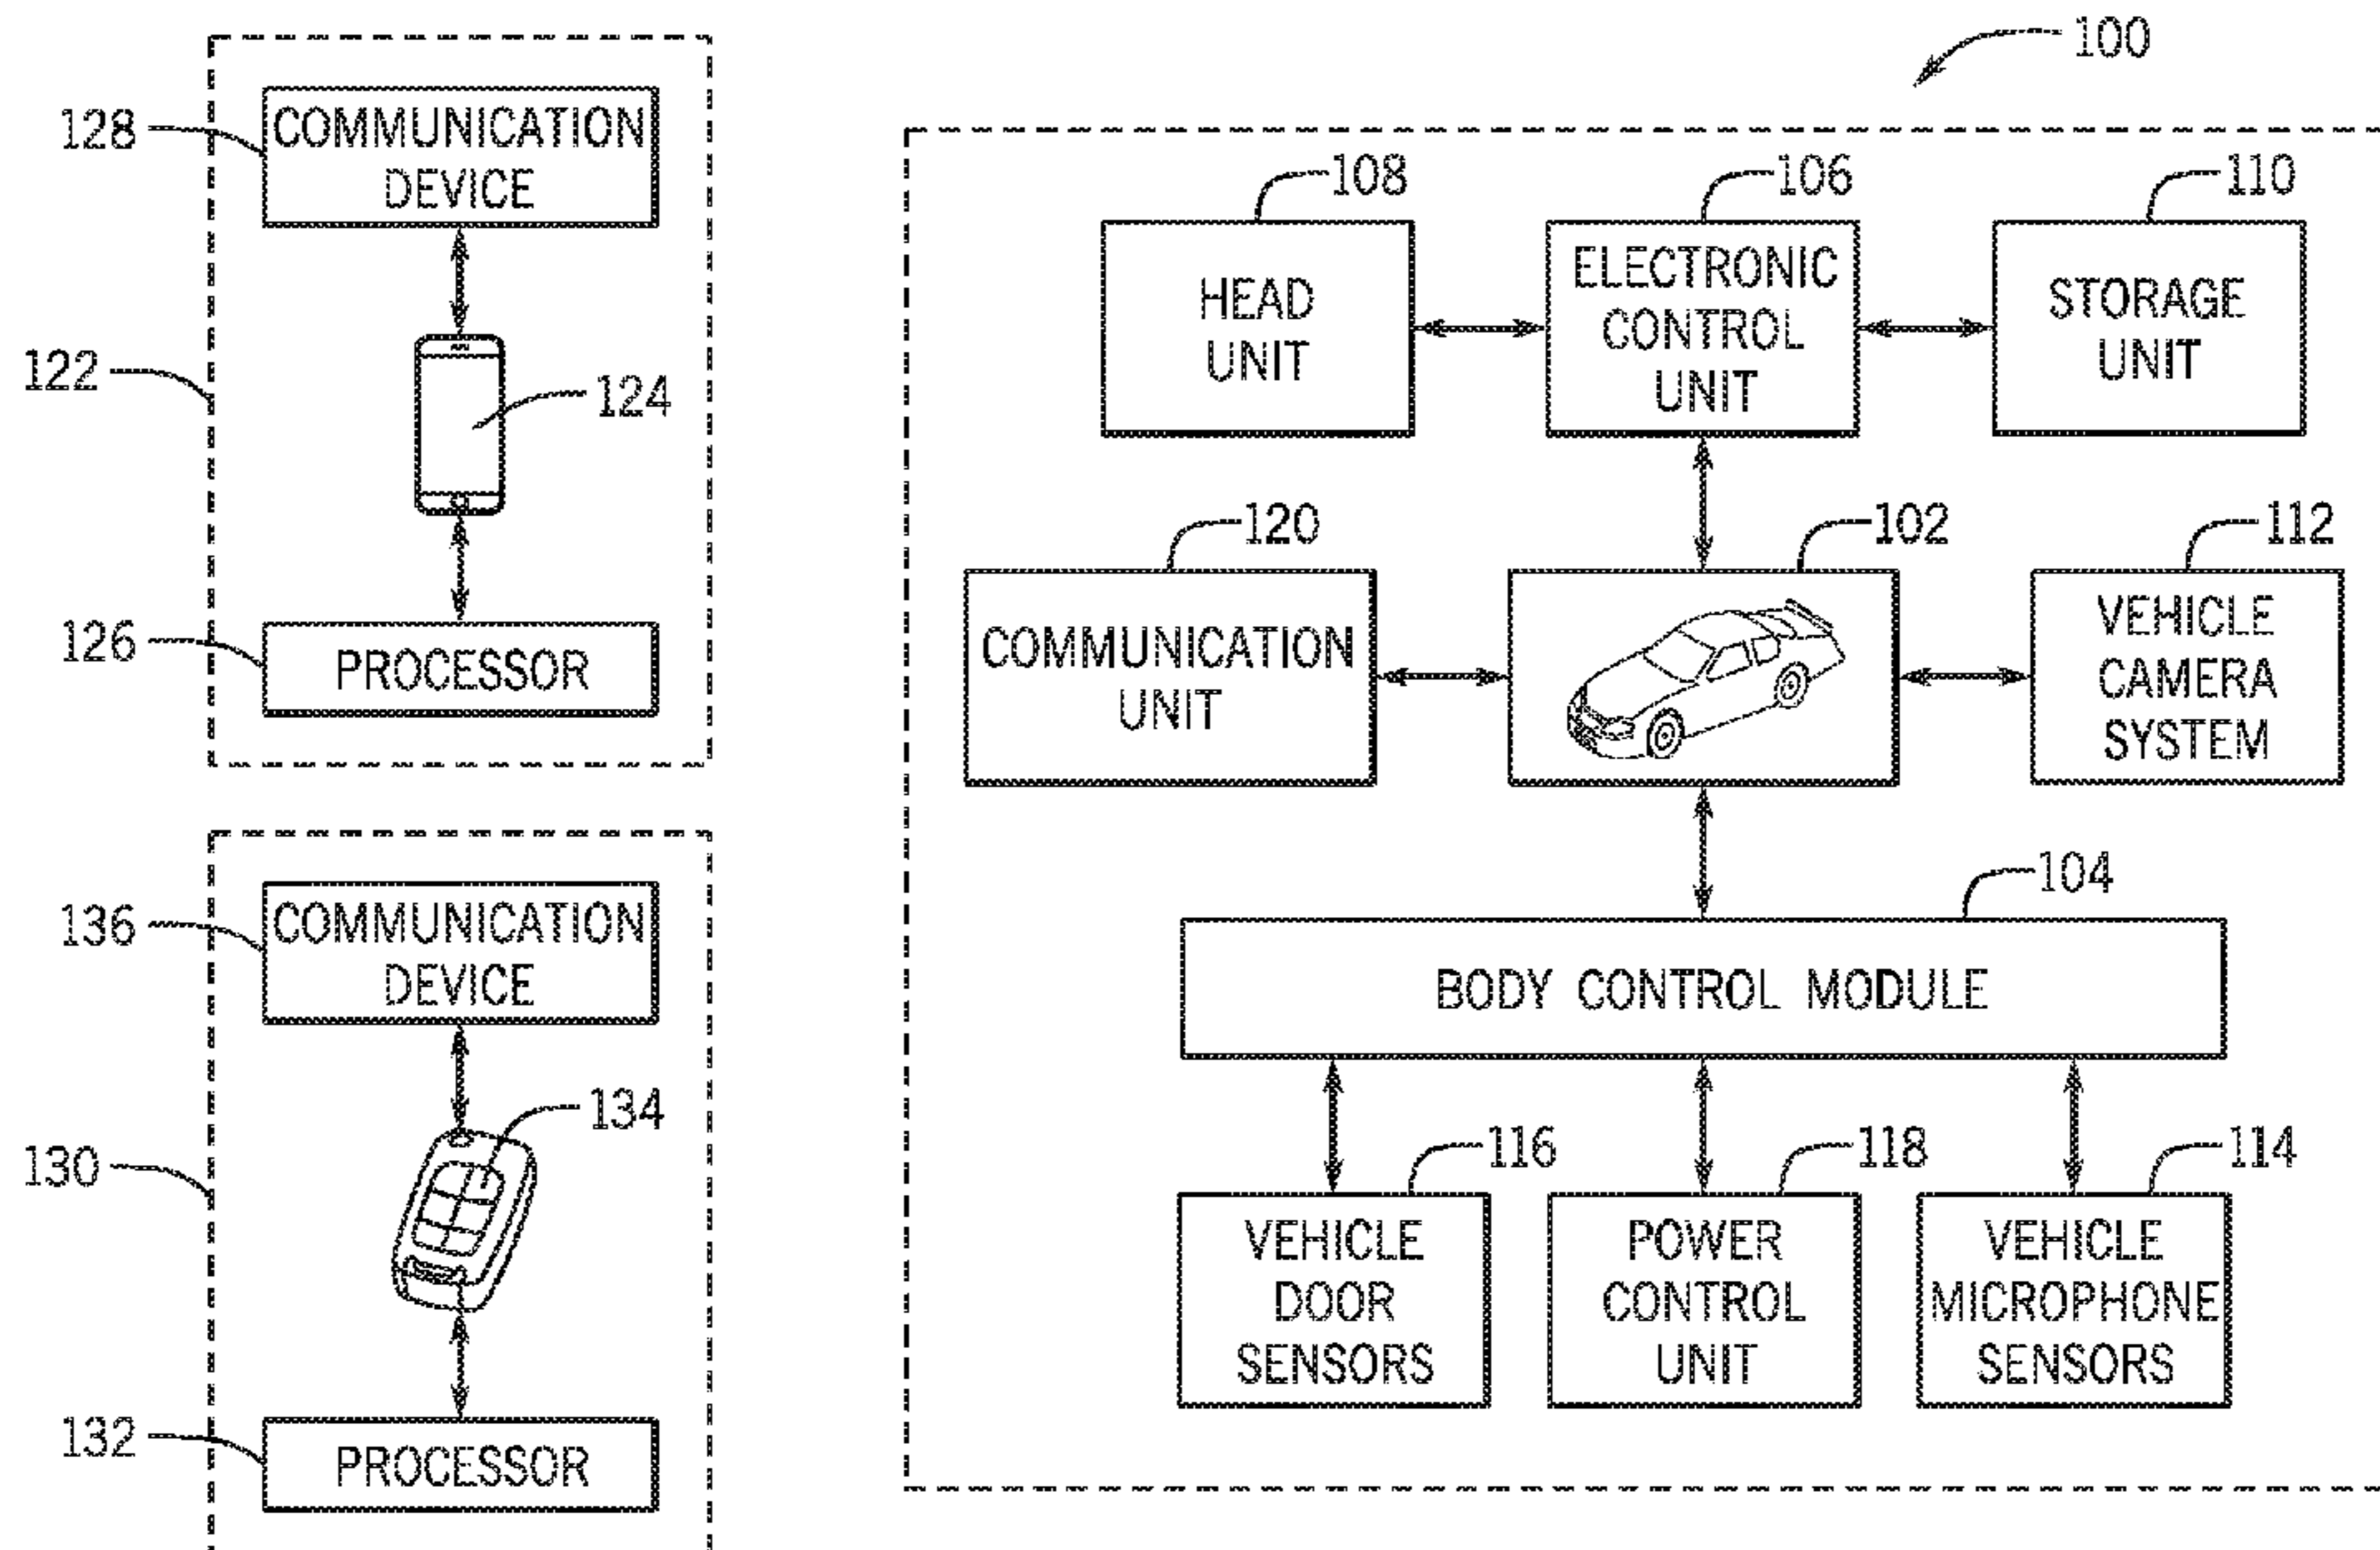 100
128
COMMUNICATION
DEVICE
122
124
126
PROCESSOR
136
COMMUNICATION
DEVICE
130
134
132
PROCESSOR
108
HEAD
UNIT
106
ELECTRONIC
CONTROL
UNIT
110
STORAGE
UNIT
120
COMMUNICATION
UNIT
102
112
VEHICLE
CAMERA
SYSTEM
104
BODY CONTROL MODULE
116
VEHICLE
DOOR
SENSORS
118
POWER
CONTROL
UNIT
114
VEHICLE
MICROPHONE
SENSORS